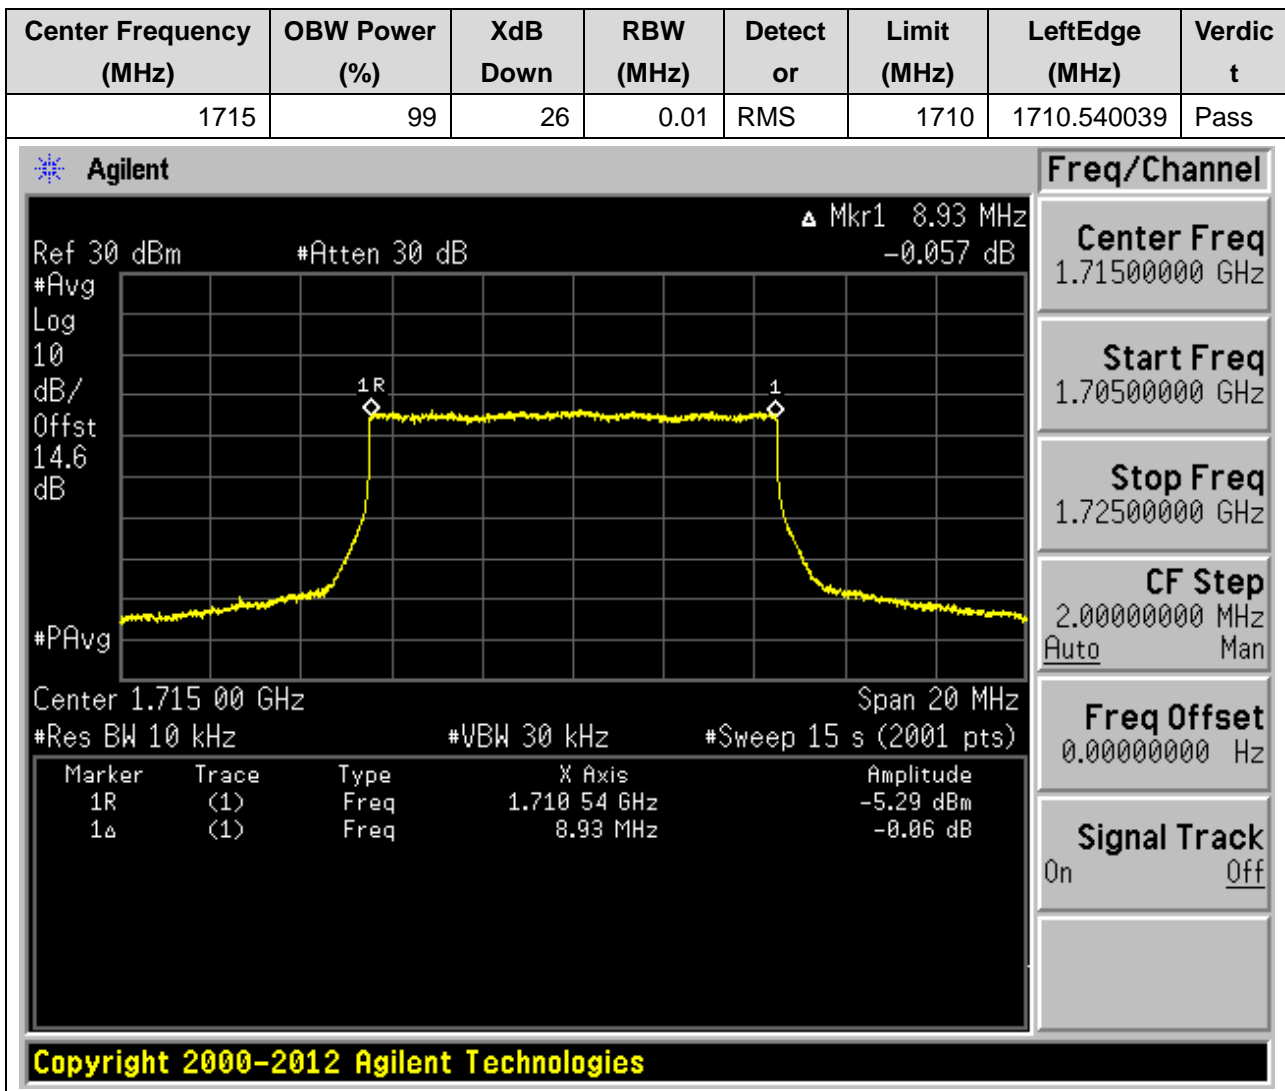 Center Frequency (MHz) OBW Power (%) XdB Down RBW (MHz) Detect or Limit (MHz) LeftEdge (MHz) Verdic t
1715 99 26 0.01 RMS 1710 1710.540039 Pass
Agilent
Freq/Channel
Δ Mkr1 8.93 MHz
Ref 30 dBm #Atten 30 dB -0.057 dB
#Avg
Log
10
dB/
Offst
14.6
dB
#PAvg
1R
1
Center 1.715 00 GHz Span 20 MHz
#Res BW 10 kHz #VBW 30 kHz #Sweep 15 s (2001 pts)
Marker Trace Type X Axis Amplitude
1R (1) Freq 1.710 54 GHz -5.29 dBm
1Δ (1) Freq 8.93 MHz -0.06 dB
Center Freq
1.71500000 GHz
Start Freq
1.70500000 GHz
Stop Freq
1.72500000 GHz
CF Step
2.00000000 MHz
Auto Man
Freq Offset
0.00000000 Hz
Signal Track
On Off
Copyright 2000-2012 Agilent Technologies